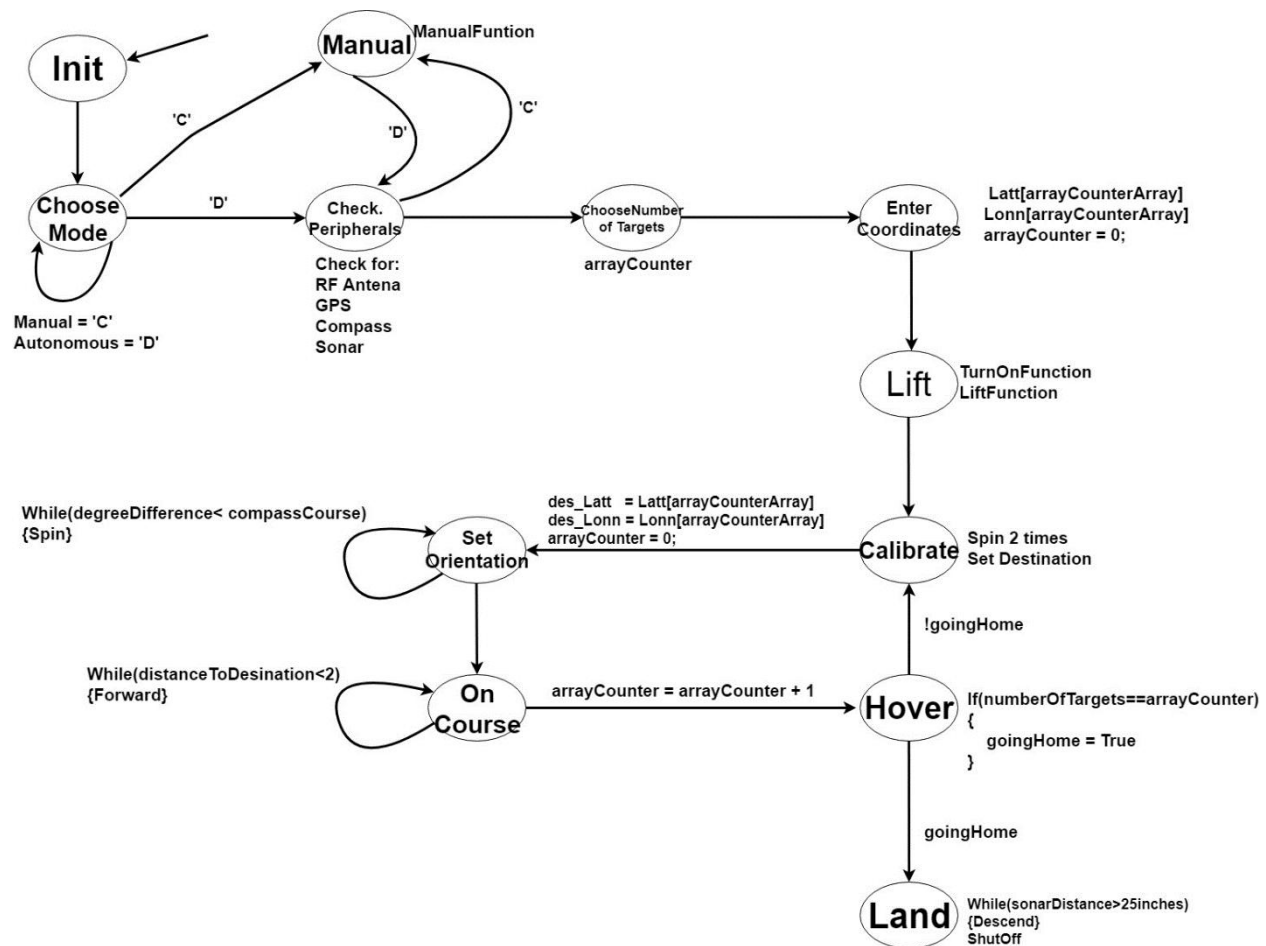 Init
Manual
ManualFuntion
'C'
'D'
'C'
Choose
Mode
'D'
Check.
Peripherals
ChooseNumber
of Targets
Enter
Coordinates
Latt[arrayCounterArray]
Lonn[arrayCounterArray]
arrayCounter = 0;
Manual = 'C'
Autonomous = 'D'
Check for:
RF Antena
GPS
Compass
Sonar
arrayCounter
Lift
TurnOnFunction
LiftFunction
While(degreeDifference< compassCourse)
{Spin}
Set
Orientation
des_Latt = Latt[arrayCounterArray]
des_Lonn = Lonn[arrayCounterArray]
arrayCounter = 0;
Calibrate
Spin 2 times
Set Destination
!goingHome
While(distanceToDesination<2)
{Forward}
On
Course
arrayCounter = arrayCounter + 1
Hover
If(numberOfTargets==arrayCounter)
{
goingHome = True
}
goingHome
Land
While(sonarDistance>25inches)
{Descend}
ShutOff